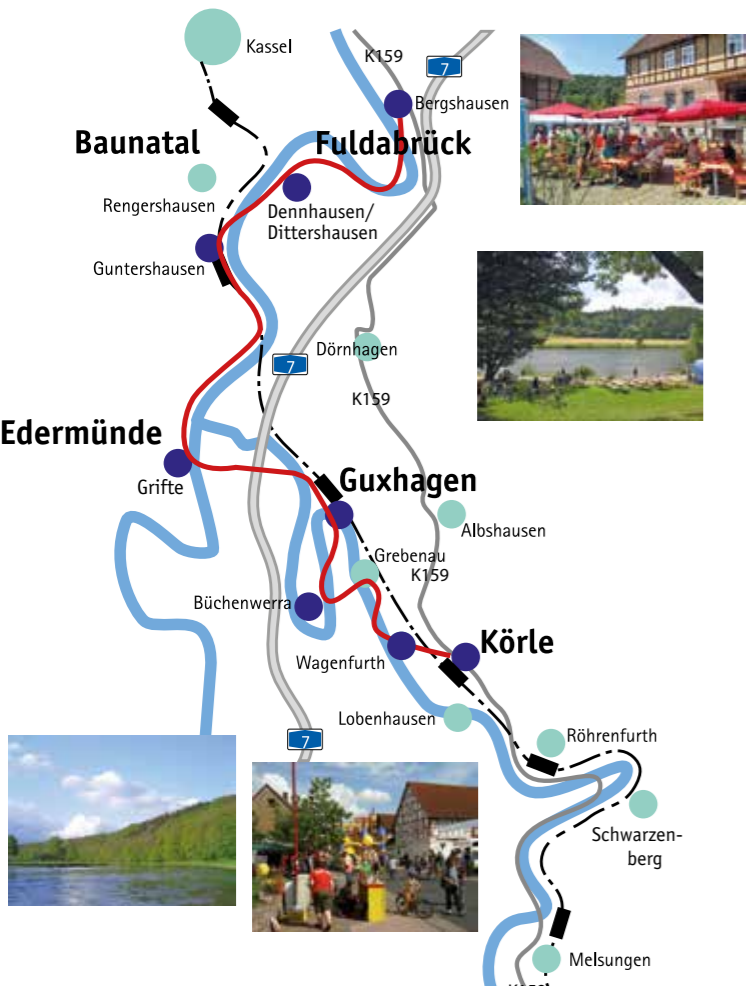 Kassel
K159
7
Bergshausen
Baunatal
Fuldabrück
Rengershausen
Dennhausen/
Dittershausen
Guntershausen
Dörnhagen
7
K159
Edermünde
Grifte
Guxhagen
Albshausen
Grebenau
K159
Büchenwerra
Körle
Wagenfurth
Lobenhausen
7
Röhrenfurth
Schwarzen-
berg
Melsungen